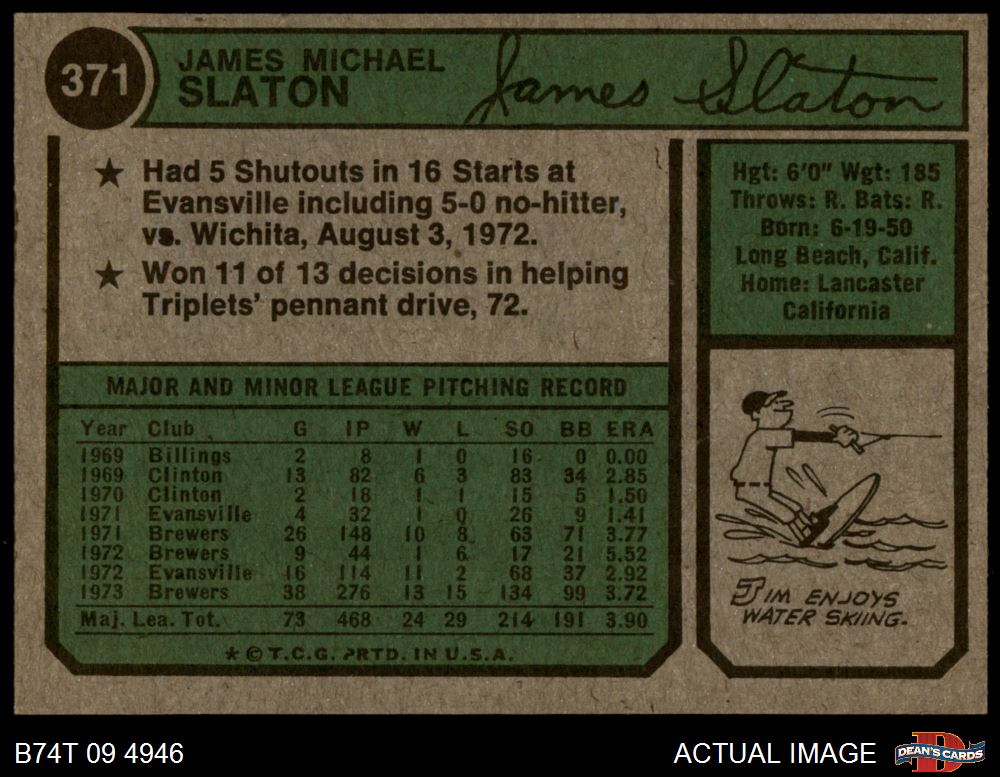 371
JAMES MICHAEL
SLATON
James Slaton
★ Had 5 Shutouts in 16 Starts at
Evansville including 5-0 no-hitter,
vs. Wichita, August 3, 1972.
★ Won 11 of 13 decisions in helping
Triplets' pennant drive, 72.
Hgt: 6'0" Wgt: 185
Throws: R. Bats: R.
Born: 6-19-50
Long Beach, Calif.
Home: Lancaster
California
MAJOR AND MINOR LEAGUE PITCHING RECORD
Year Club G IP W L SO BB ERA
1969 Billings 2 8 1 0 16 0 0.00
1969 Clinton 13 82 6 3 83 34 2.85
1970 Clinton 2 18 1 1 15 5 1.50
1971 Evansville 4 32 1 0 26 9 1.41
1971 Brewers 26 148 10 8 63 71 3.77
1972 Brewers 9 44 1 6 17 21 5.52
1972 Evansville 16 114 11 2 68 37 2.92
1973 Brewers 38 276 13 15 134 99 3.72
Maj. Lea. Tot. 73 468 24 29 214 191 3.90
★ © T.C.G. PRTD. IN U.S.A.
JIM ENJOYS
WATER SKIING.
B74T 09 4946
ACTUAL IMAGE
DEAN'S CARDS